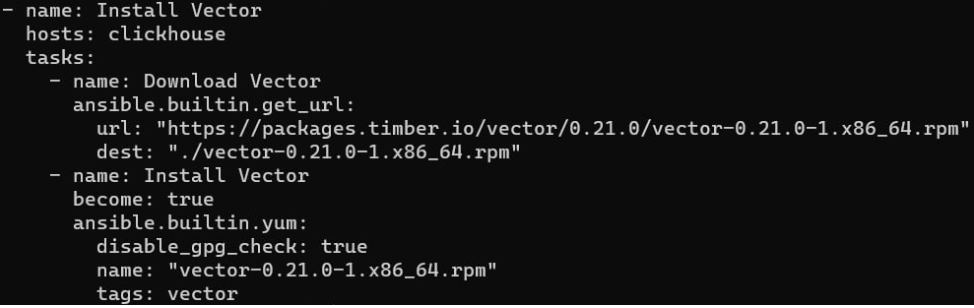 - name: Install Vector
  hosts: clickhouse
  tasks:
    - name: Download Vector
      ansible.builtin.get_url:
        url: "https://packages.timber.io/vector/0.21.0/vector-0.21.0-1.x86_64.rpm"
        dest: "./vector-0.21.0-1.x86_64.rpm"
    - name: Install Vector
      become: true
      ansible.builtin.yum:
        disable_gpg_check: true
        name: "vector-0.21.0-1.x86_64.rpm"
        tags: vector